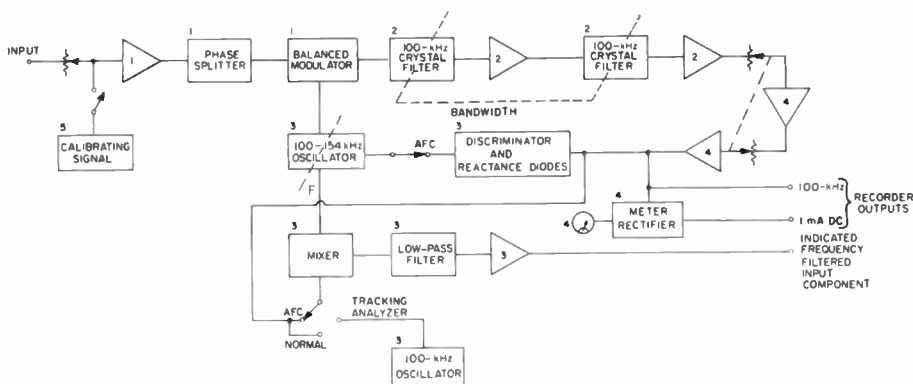 INPUT
1
1
PHASE
SPLITTER
1
BALANCED
MODULATOR
2
100-kHz
CRYSTAL
FILTER
2
2
100-kHz
CRYSTAL
FILTER
2
BANDWIDTH
4
5
CALIBRATING
SIGNAL
3
100-154 kHz
OSCILLATOR
F
AFC
3
DISCRIMINATOR
AND
REACTANCE DIODES
4
4
4
METER
RECTIFIER
100-kHz
1 mA DC
RECORDER
OUTPUTS
3
MIXER
3
LOW-PASS
FILTER
3
INDICATED
FREQUENCY
FILTERED
INPUT
COMPONENT
AFC
NORMAL
TRACKING
ANALYZER
3
100-kHz
OSCILLATOR